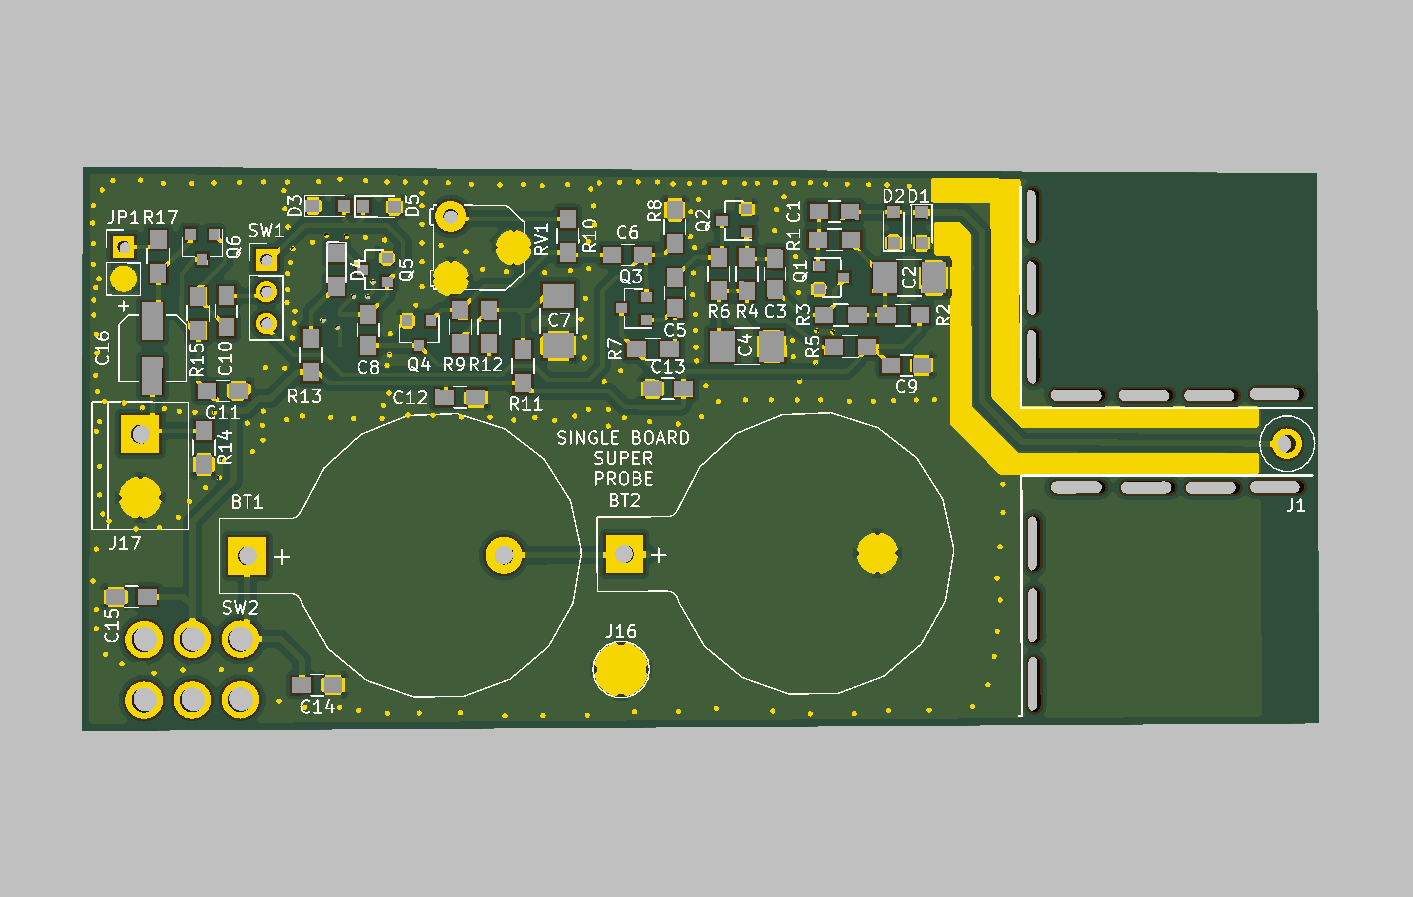 D3
D5
R8
Q2
C1
D2
D1
JP1
R17
SW1
Q6
RV1
R10
C6
R1
D4
Q5
Q3
Q1
C2
+
C16
R15
C10
R13
C8
Q4
R9
R12
C7
C5
R7
R6
R4
C3
R3
R2
C4
R5
C13
C9
C11
C12
R11
R14
SINGLE BOARD
SUPER
PROBE
BT1
BT2
J1
J17
+
+
C15
SW2
J16
C14